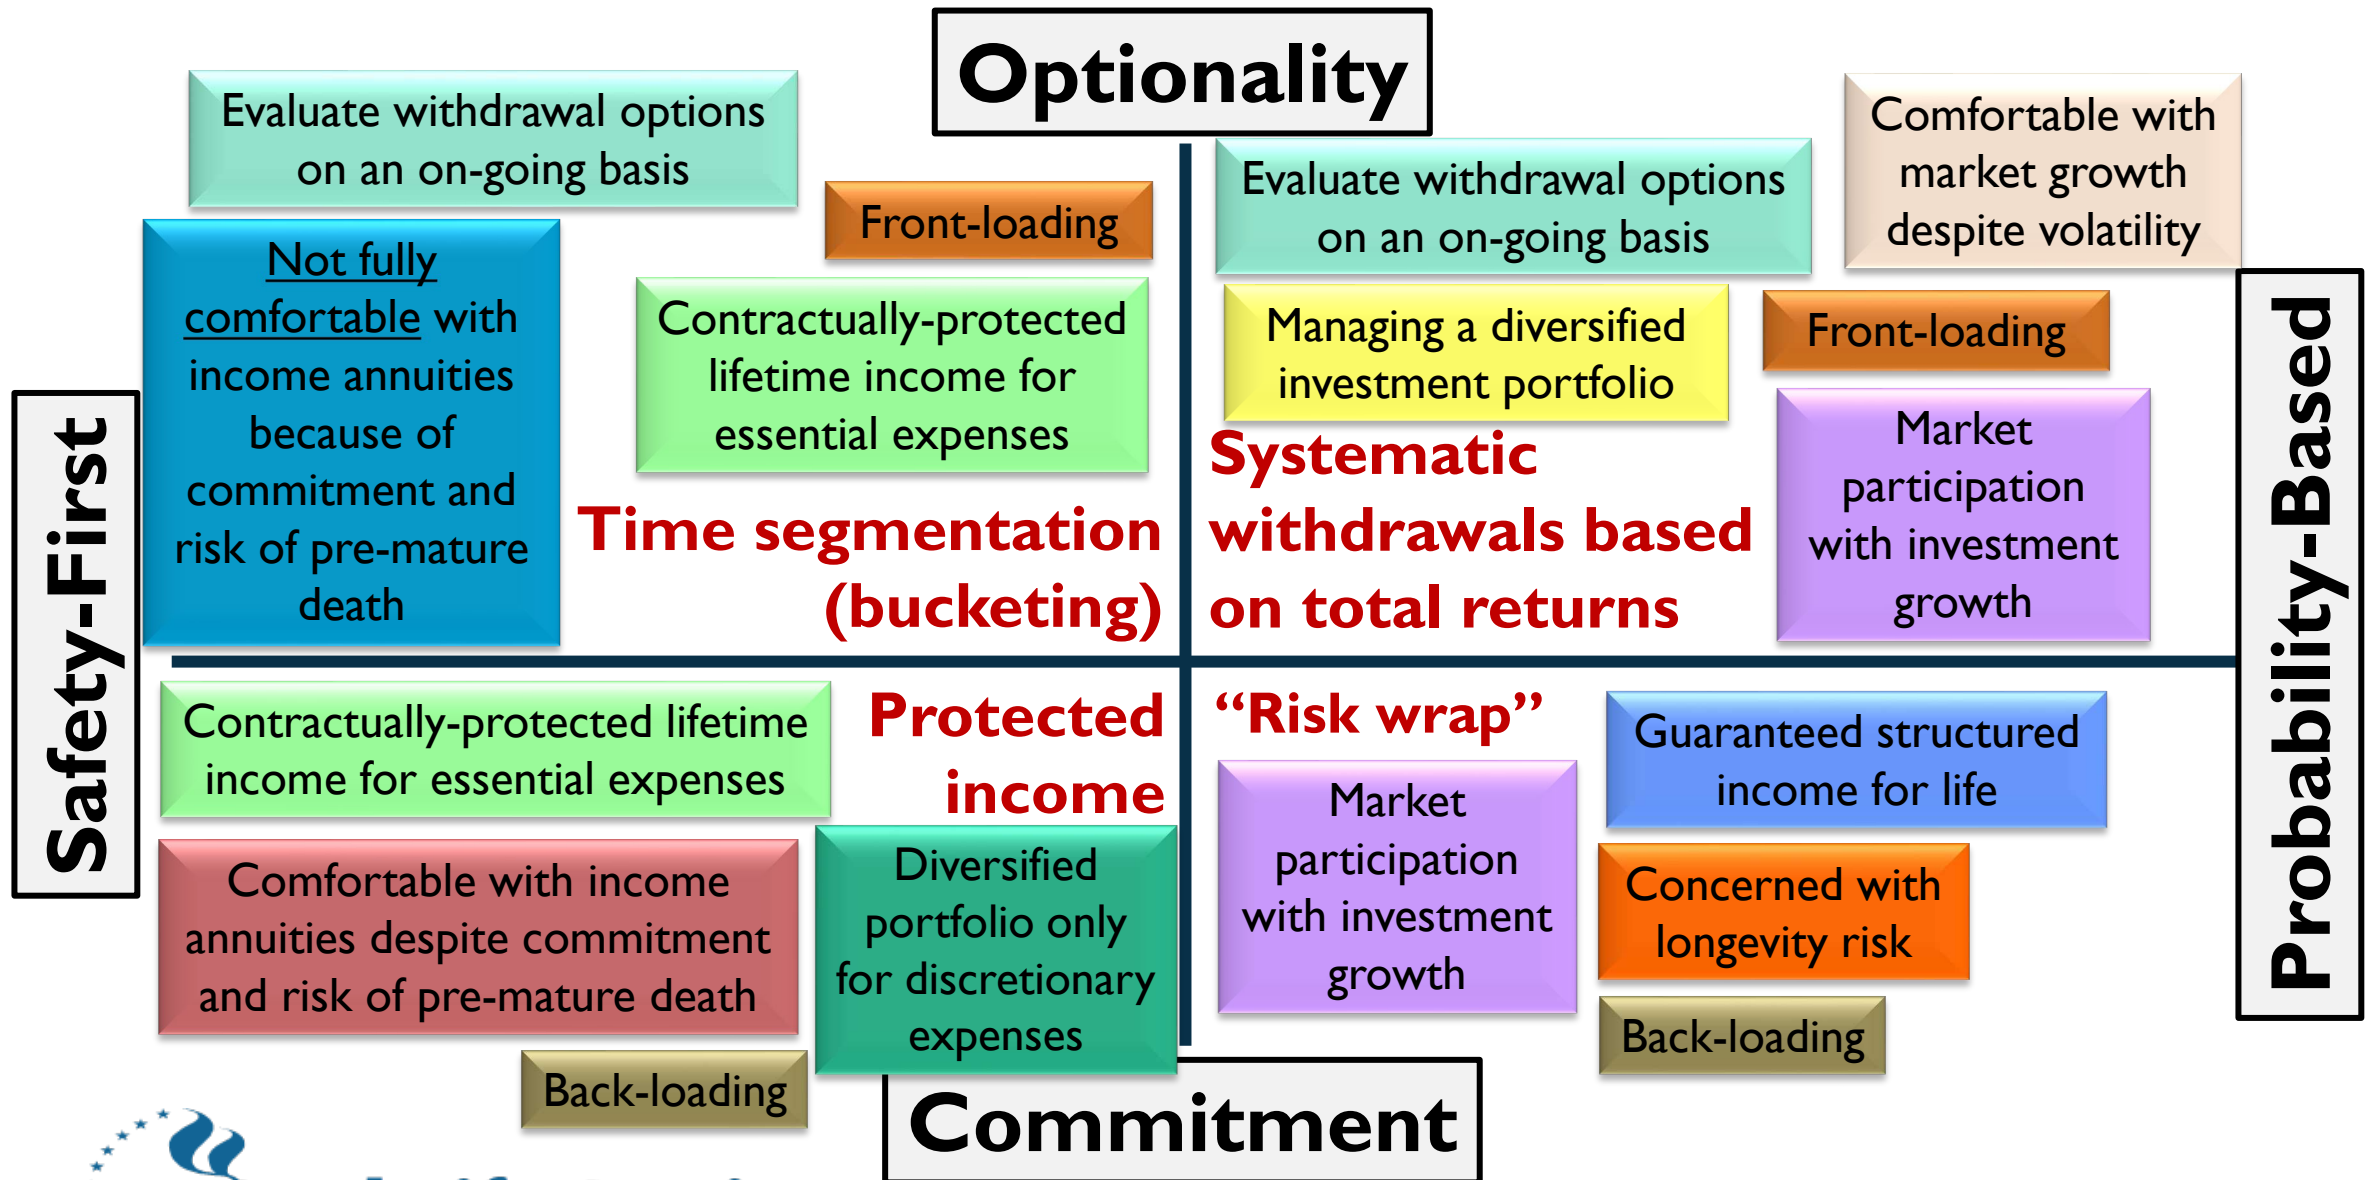 Optionality
Evaluate withdrawal options
on an on-going basis
Front-loading
Not fully
comfortable with
income annuities
because of
commitment and
risk of pre-mature
death
Contractually-protected
lifetime income for
essential expenses
Time segmentation
(bucketing)
Evaluate withdrawal options
on an on-going basis
Comfortable with
market growth
despite volatility
Managing a diversified
investment portfolio
Front-loading
Market
participation
with investment
growth
Systematic
withdrawals based
on total returns
Safety-First
Probability-Based
Contractually-protected lifetime
income for essential expenses
Protected
income
Comfortable with income
annuities despite commitment
and risk of pre-mature death
Diversified
portfolio only
for discretionary
expenses
Back-loading
“Risk wrap”
Market
participation
with investment
growth
Guaranteed structured
income for life
Concerned with
longevity risk
Back-loading
Commitment